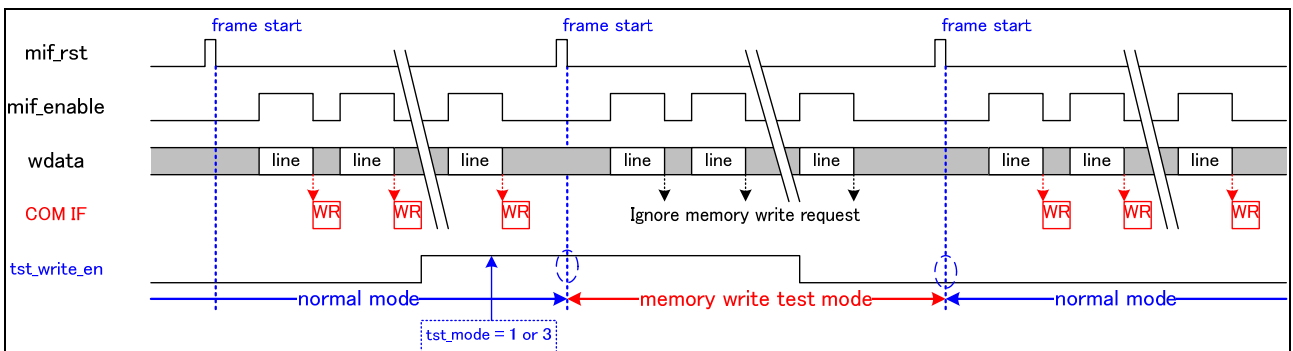 frame start frame start frame start
mif_rst
mif_enable
wdata line line line line line line line line line
COM IF WR WR WR Ignore memory write request WR WR WR
tst_write_en
normal mode memory write test mode normal mode
tst_mode = 1 or 3